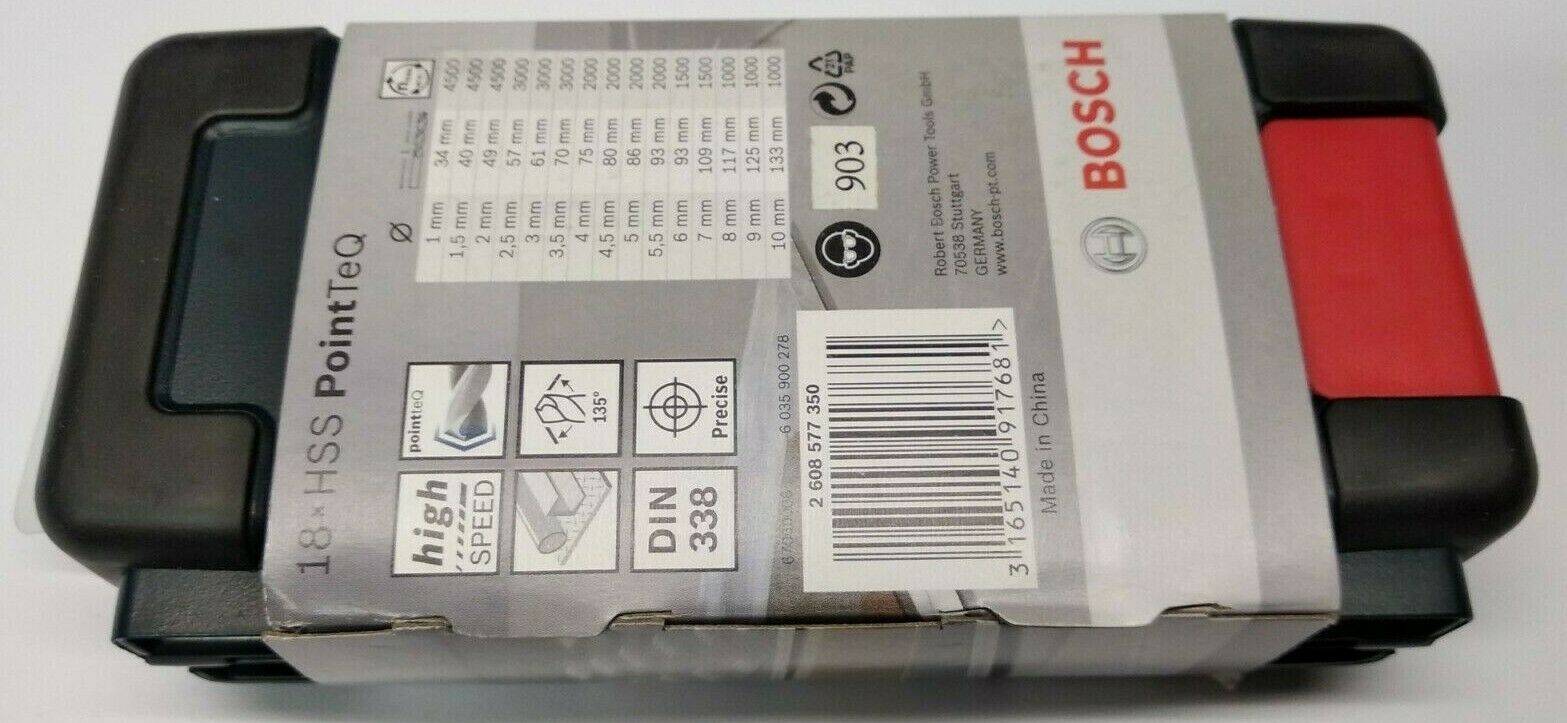 18× HSS PointTeQ
high SPEED
pointteQ
135°
DIN 338
Precise
Ø n
1 mm 34 mm 4500
1,5 mm 40 mm 4500
2 mm 49 mm 4500
2,5 mm 57 mm 3000
3 mm 61 mm 3000
3,5 mm 70 mm 3000
4 mm 75 mm 2000
4,5 mm 80 mm 2000
5 mm 86 mm 2000
5,5 mm 93 mm 2000
6 mm 93 mm 1500
7 mm 109 mm 1500
8 mm 117 mm 1000
9 mm 125 mm 1000
10 mm 133 mm 1000
6 035 900 278
2 608 577 350
3 165140 917681 >
Made in China
903
21
PAP
Robert Bosch Power Tools GmbH
70538 Stuttgart
GERMANY
www.bosch-pt.com
BOSCH